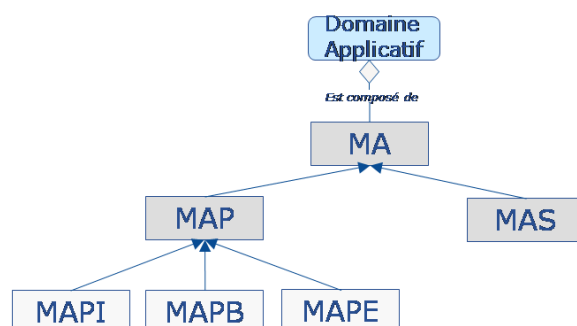 Domaine
Applicatif
Est composé de
MA
MAP
MAS
MAPI
MAPB
MAPE